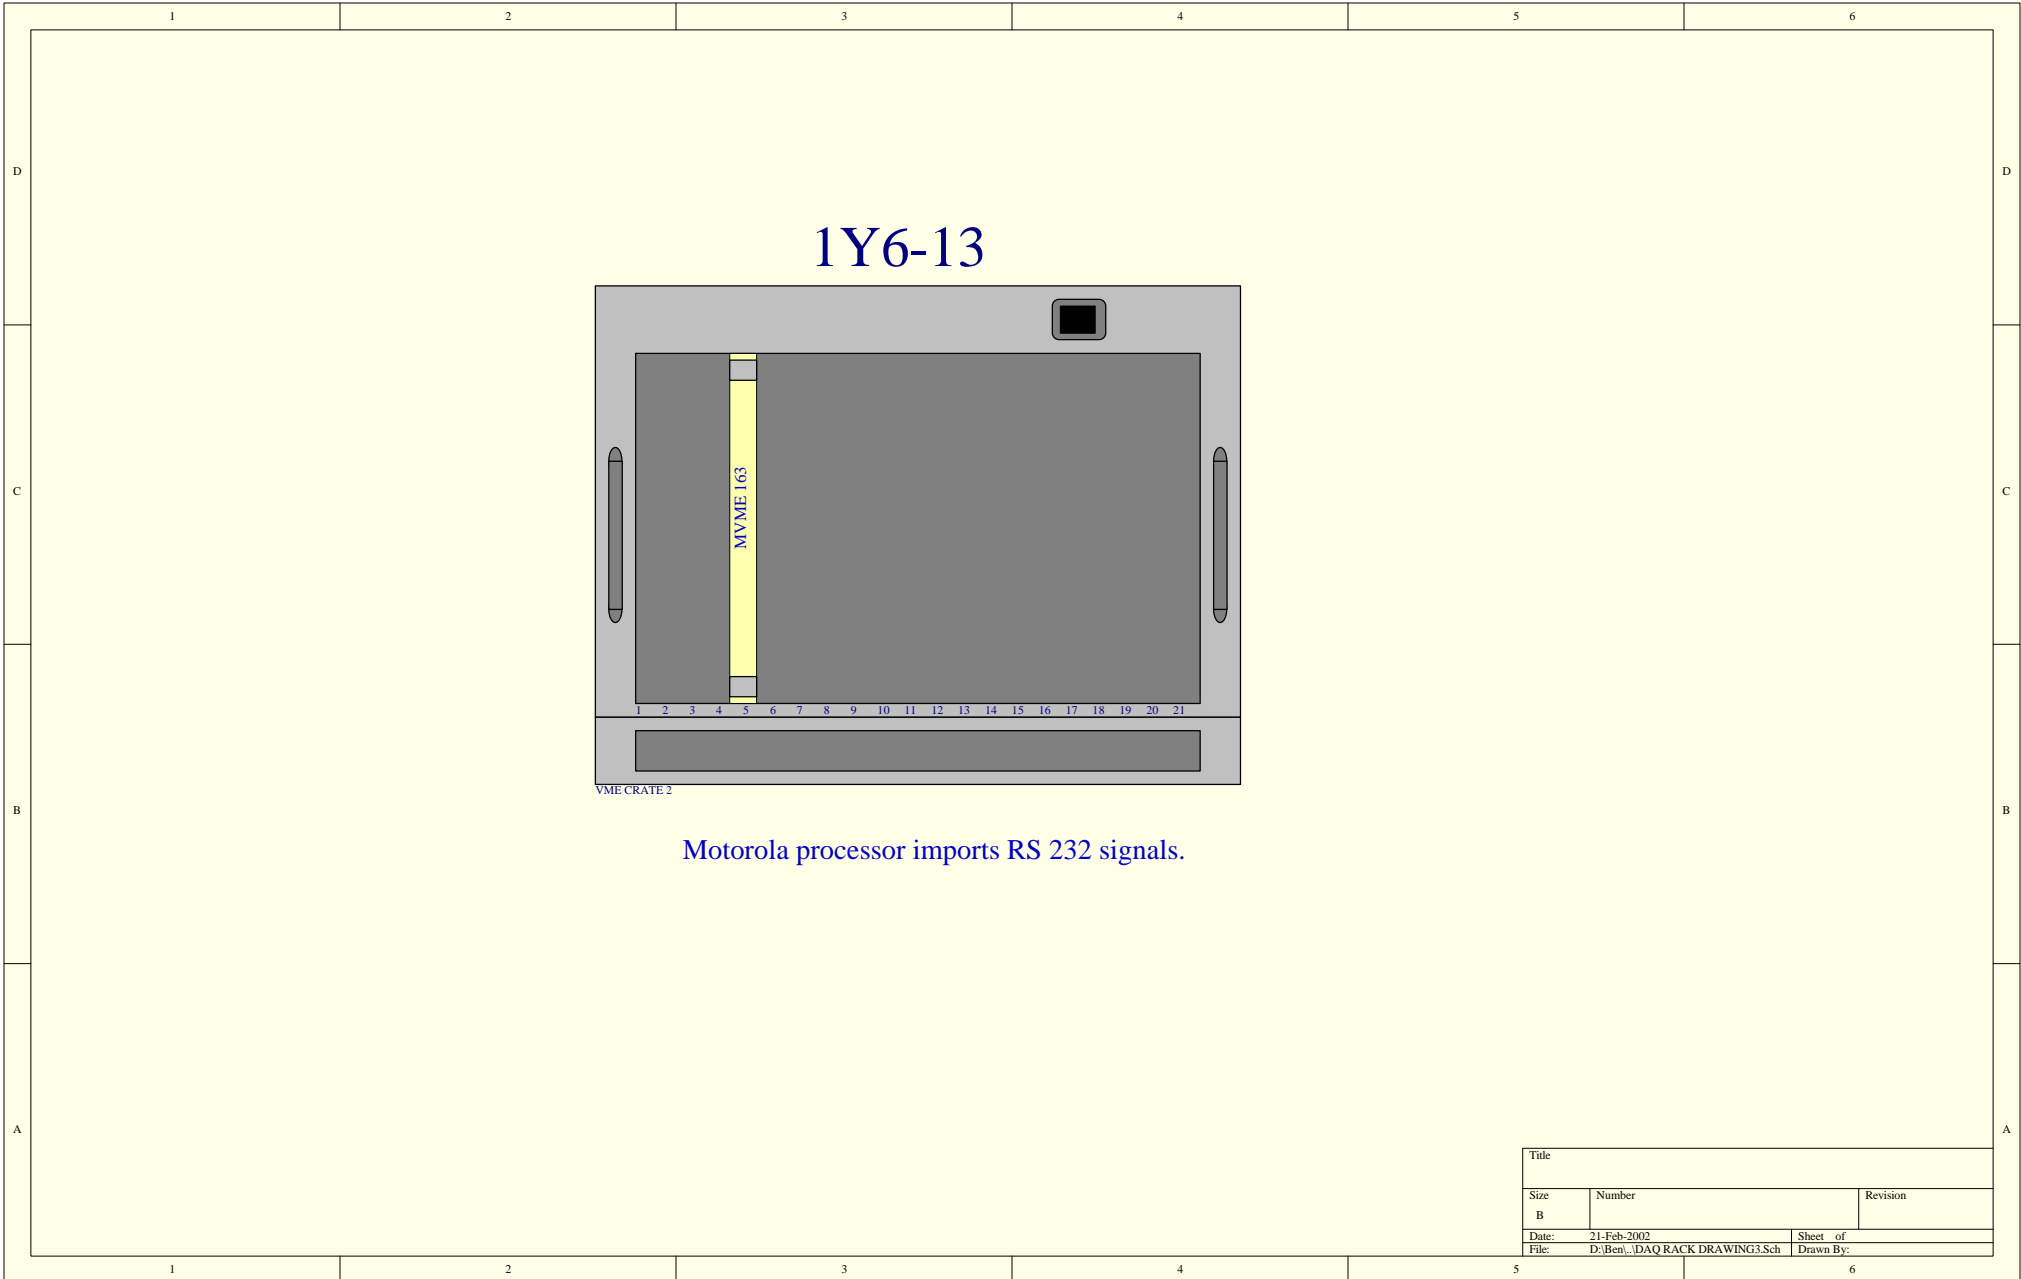 1 2 3 4 5 6
D D
1Y6-13
C C
MVME 163
1 2 3 4 5 6 7 8 9 10 11 12 13 14 15 16 17 18 19 20 21
VME CRATE 2
B B
Motorola processor imports RS 232 signals.
A A
Title
Size Number Revision
B
Date: 21-Feb-2002 Sheet of
File: D:\Ben\..\DAQ RACK DRAWING3.Sch Drawn By:
1 2 3 4 5 6